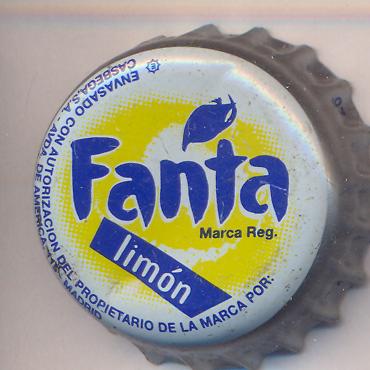 Fanta
Marca Reg.
limón
ENVASADO CON AUTORIZACION DEL PROPIETARIO DE LA MARCA POR:
CASBEGA, S.A.
AVDA. DE AMERICA
MADRID